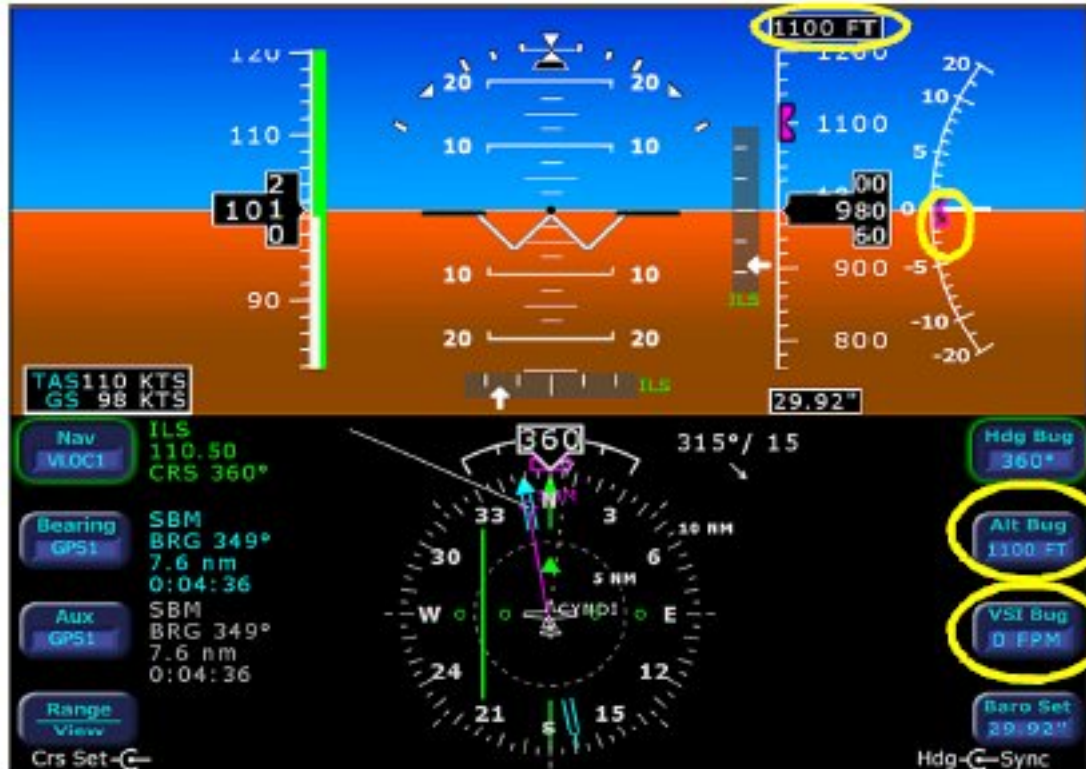 1100 FT
120
20
20
1200
20
10
110
10
10
1100
5
2
00
101
1
980
0
0
60
10
10
900
-5
90
ILS
-10
20
20
800
-20
TAS 110 KTS
GS 98 KTS
ILS
29.92"
Nav
VLOC1
ILS
110.50
CRS 360°
360
315°/ 15
Hdg Bug
360°
Bearing
GPS1
SBM
BRG 349°
7.6 nm
0:04:36
33
N
3
10 NM
Alt Bug
1100 FT
30
6
5 NM
Aux
GPS1
SBM
BRG 349°
7.6 nm
0:04:36
W
CYNDI
E
VSI Bug
0 FPM
24
12
Range
View
21
S
15
Baro Set
29.92"
Crs Set
Hdg
Sync